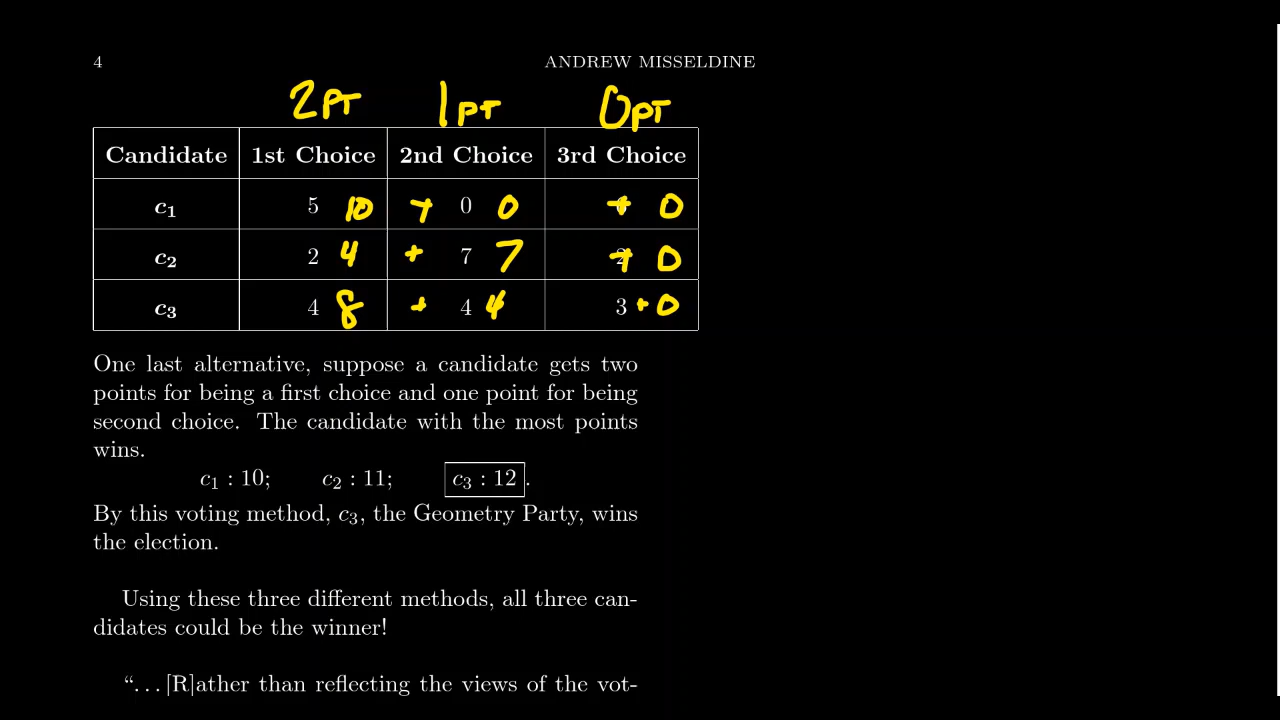 4 ANDREW MISSELDINE
2PT 1PT 0PT
Candidate 1st Choice 2nd Choice 3rd Choice
c₁ 5 10 + 0 0 + 0
c₂ 2 4 + 7 7 + 0
c₃ 4 8 + 4 4 3 + 0
One last alternative, suppose a candidate gets two
points for being a first choice and one point for being
second choice. The candidate with the most points
wins.
c₁ : 10; c₂ : 11; c₃ : 12.
By this voting method, c₃, the Geometry Party, wins
the election.
Using these three different methods, all three can-
didates could be the winner!
“. . . [R]ather than reflecting the views of the vot-